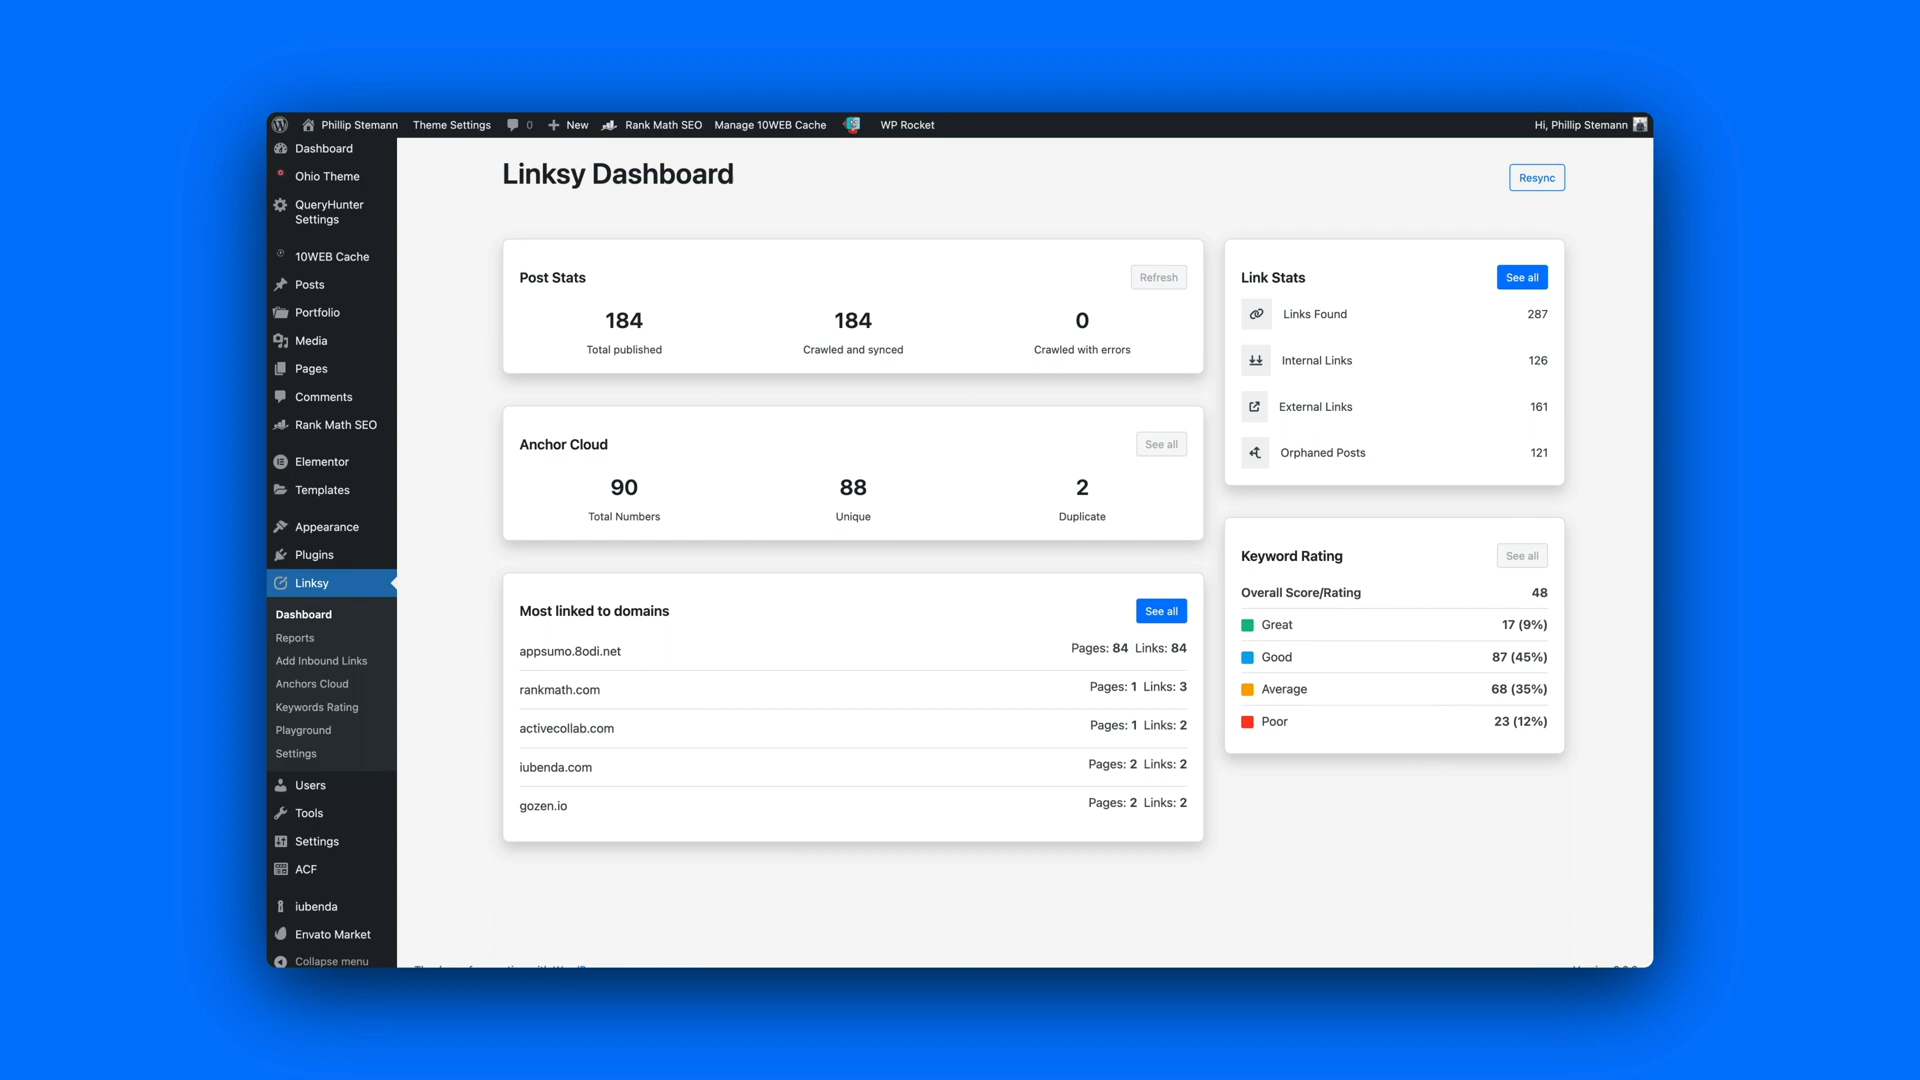 Phillip Stemann Theme Settings 0 New Rank Math SEO Manage 10WEB Cache WP Rocket Hi, Phillip Stemann
Dashboard
Ohio Theme
QueryHunter
Settings
10WEB Cache
Posts
Portfolio
Media
Pages
Comments
Rank Math SEO
Elementor
Templates
Appearance
Plugins
Linksy
Dashboard
Reports
Add Inbound Links
Anchors Cloud
Keywords Rating
Playground
Settings
Users
Tools
Settings
ACF
iubenda
Envato Market
Collapse menu
Linksy Dashboard
Resync
Post Stats
Refresh
184 184 0
Total published Crawled and synced Crawled with errors
Anchor Cloud
See all
90 88 2
Total Numbers Unique Duplicate
Most linked to domains
See all
appsumo.8odi.net Pages: 84 Links: 84
rankmath.com Pages: 1 Links: 3
activecollab.com Pages: 1 Links: 2
iubenda.com Pages: 2 Links: 2
gozen.io Pages: 2 Links: 2
Link Stats
See all
Links Found 287
Internal Links 126
External Links 161
Orphaned Posts 121
Keyword Rating
See all
Overall Score/Rating 48
Great 17 (9%)
Good 87 (45%)
Average 68 (35%)
Poor 23 (12%)